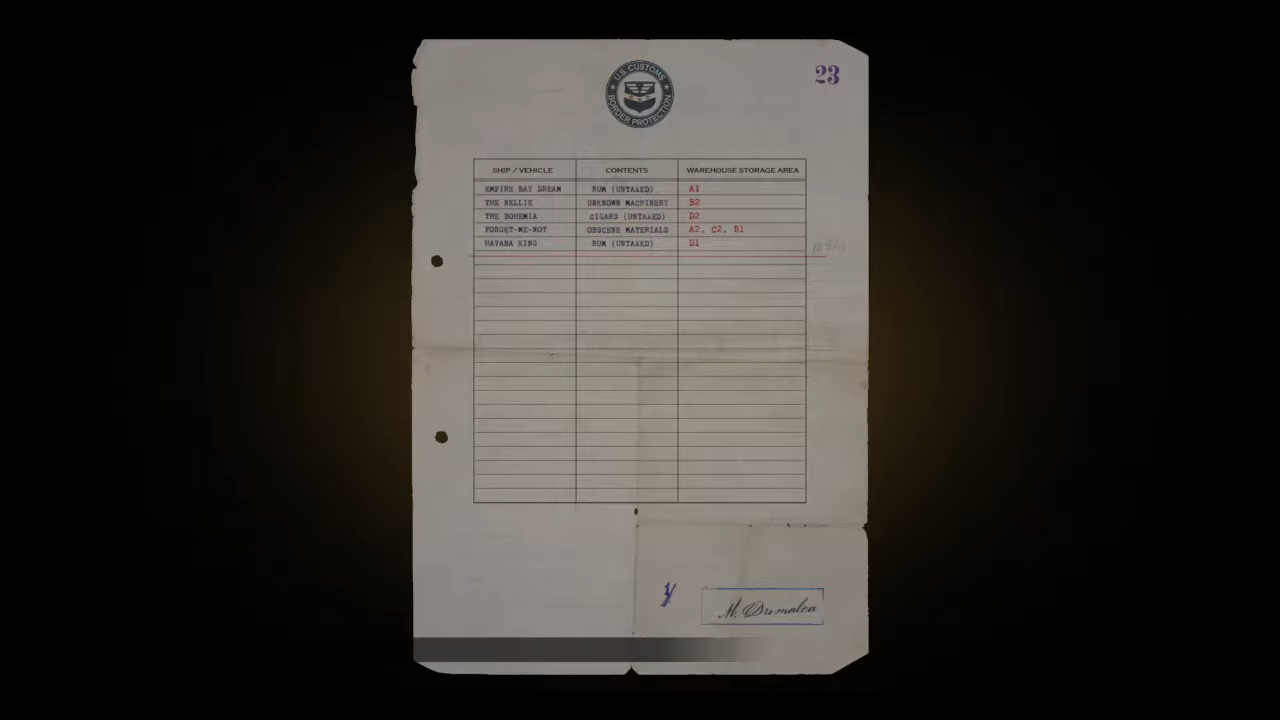 U.S. CUSTOMS
BORDER PROTECTION
23
SHIP / VEHICLE CONTENTS WAREHOUSE STORAGE AREA
EMPIRE BAY DREAM RUM (UNTAXED) A1
THE NELLIE UNKNOWN MACHINERY B2
THE BOHEMIA CIGARS (UNTAXED) D2
FORGET-ME-NOT OBSCENE MATERIALS A2, C2, B1
HAVANA KING RUM (UNTAXED) D1
M.